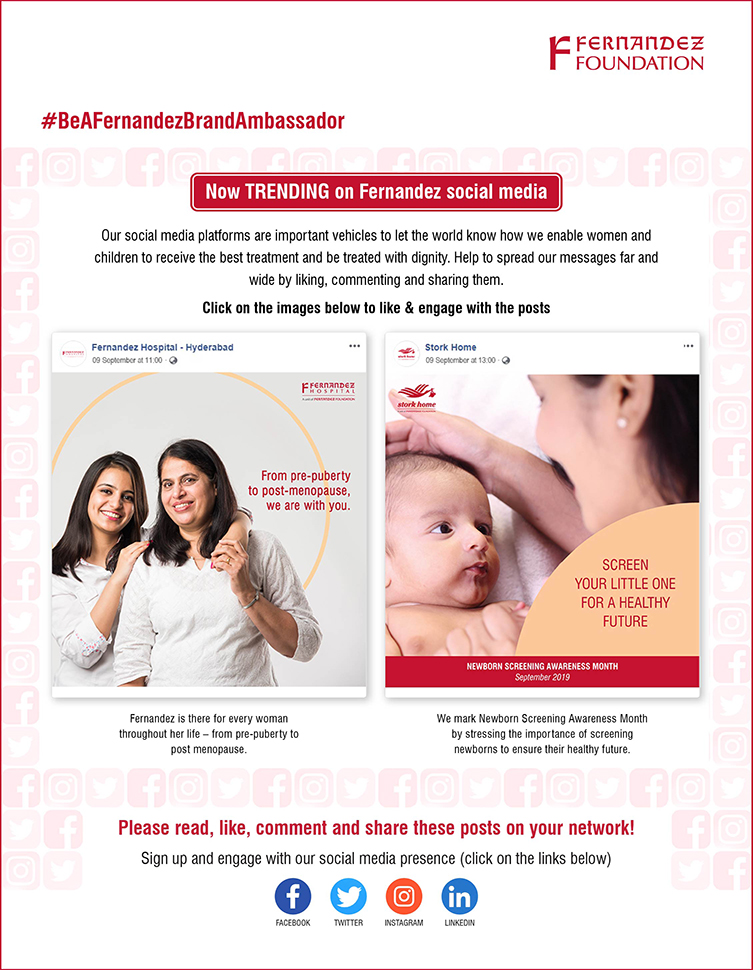 FERNANDEZ
FOUNDATION
#BeAFernandezBrandAmbassador
Now TRENDING on Fernandez social media
Our social media platforms are important vehicles to let the world know how we enable women and
children to receive the best treatment and be treated with dignity. Help to spread our messages far and
wide by liking, commenting and sharing them.
Click on the images below to like & engage with the posts
Fernandez Hospital - Hyderabad
09 September at 11:00 ·
FERNANDEZ
HOSPITAL
A unit of FERNANDEZ FOUNDATION
From pre-puberty
to post-menopause,
we are with you.
Fernandez is there for every woman
throughout her life – from pre-puberty to
post menopause.
Stork Home
09 September at 13:00 ·
stork home
stork home
SCREEN
YOUR LITTLE ONE
FOR A HEALTHY
FUTURE
NEWBORN SCREENING AWARENESS MONTH
September 2019
We mark Newborn Screening Awareness Month
by stressing the importance of screening
newborns to ensure their healthy future.
Please read, like, comment and share these posts on your network!
Sign up and engage with our social media presence (click on the links below)
FACEBOOK
TWITTER
INSTAGRAM
LINKEDIN